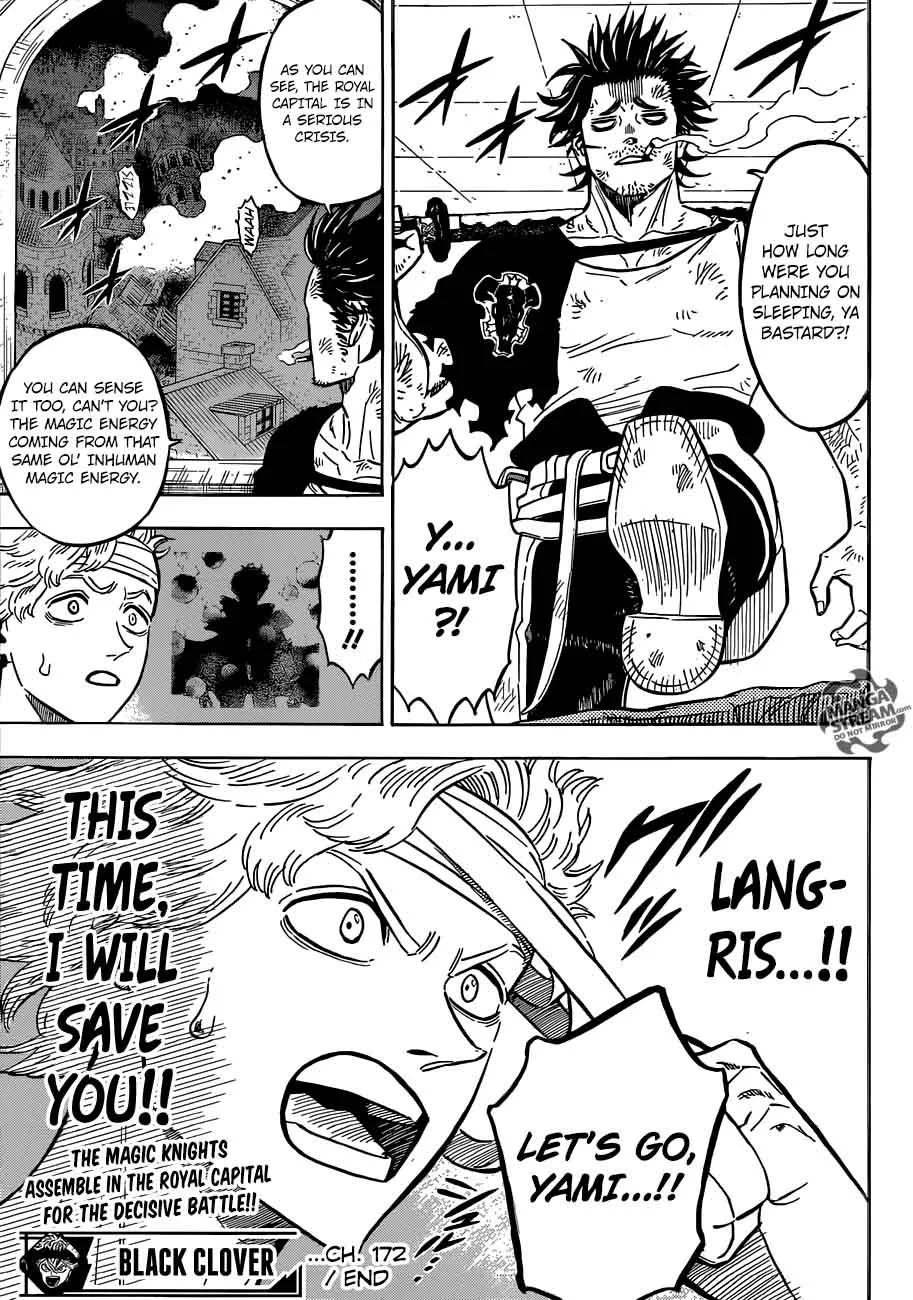 JUST
HOW LONG
WERE YOU
PLANNING ON
SLEEPING, YA
BASTARD?!
Y...
YAMI
?!
AS YOU CAN
SEE, THE ROYAL
CAPITAL IS IN
A SERIOUS
CRISIS.
SIZZLE
WAAH
YOU CAN SENSE
IT TOO, CAN'T YOU?
THE MAGIC ENERGY
COMING FROM THAT
SAME OL' INHUMAN
MAGIC ENERGY.
.........!!
MANGA
STREAM.com
DO NOT MIRROR
LANG-
RIS...!!
THIS
TIME,
I WILL
SAVE
YOU!!
LET'S GO,
YAMI...!!
THE MAGIC KNIGHTS
ASSEMBLE IN THE ROYAL CAPITAL
FOR THE DECISIVE BATTLE!!
BLACK CLOVER
...CH. 172
/ END